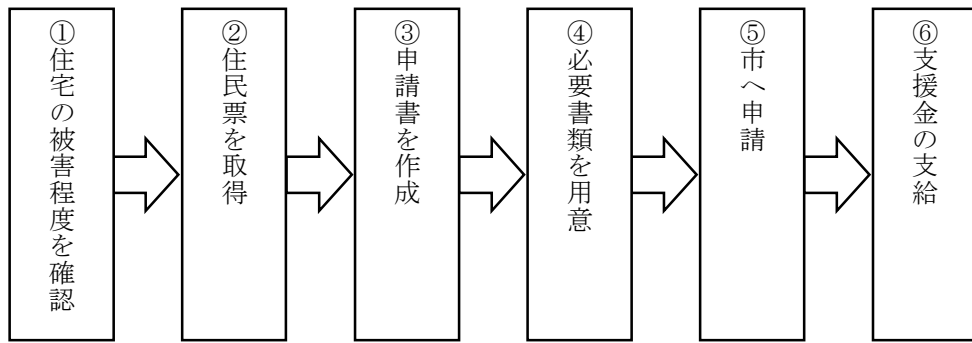 ①住宅の被害程度を確認
②住民票を取得
③申請書を作成
④必要書類を用意
⑤市へ申請
⑥支援金の支給